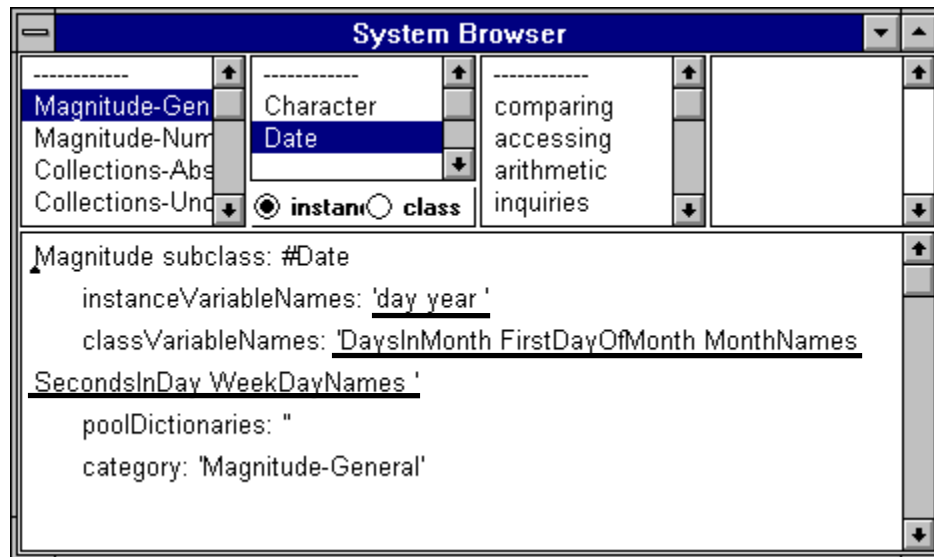 System Browser
------------
Magnitude-Gen
Magnitude-Num
Collections-Abs
Collections-Unc
------------
Character
Date
instan
class
------------
comparing
accessing
arithmetic
inquiries
Magnitude subclass: #Date
instanceVariableNames: 'day year '
classVariableNames: 'DaysInMonth FirstDayOfMonth MonthNames
SecondsInDay WeekDayNames '
poolDictionaries: ''
category: 'Magnitude-General'